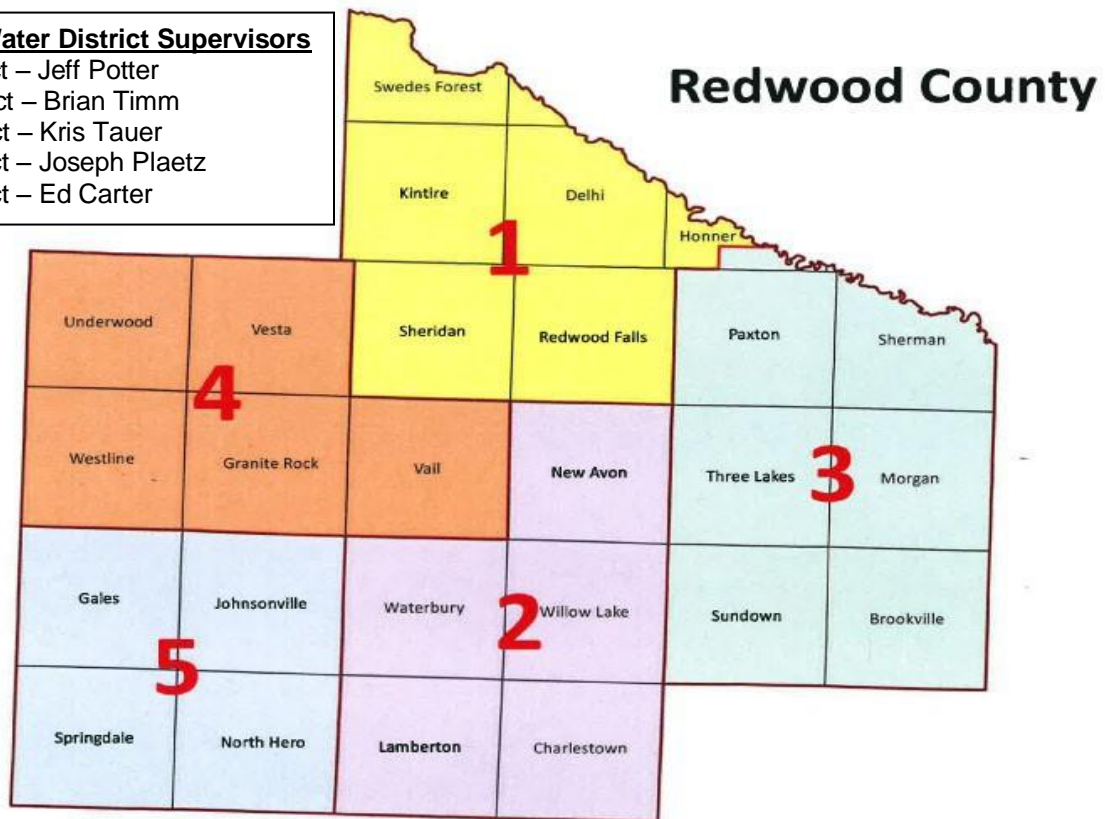 Water District Supervisors
ct – Jeff Potter
ct – Brian Timm
ct – Kris Tauer
ct – Joseph Plaetz
ct – Ed Carter
Redwood County
Swedes Forest
Kintire
Delhi
Honner
1
Underwood
Vesta
Sheridan
Redwood Falls
Paxton
Sherman
4
Westline
Granite Rock
Vail
New Avon
Three Lakes
3
Morgan
Gales
Johnsonville
Waterbury
2
Willow Lake
Sundown
Brookville
5
Springdale
North Hero
Lamberton
Charlestown